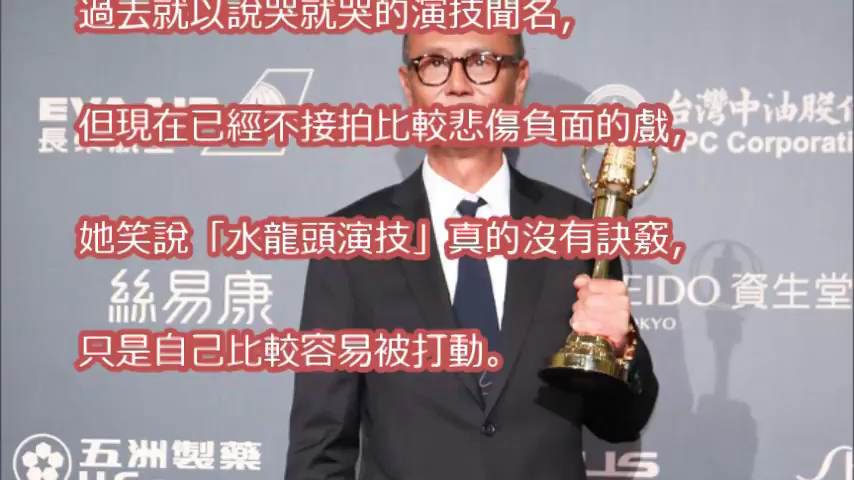 過去就以說哭就哭的演技聞名,
但現在已經不接拍比較悲傷負面的戲,
台灣中油股份
CPC Corporati
長榮航空
她笑說「水龍頭演技」真的沒有訣竅,
絲易康
EIDO 資生堂
OKYO
只是自己比較容易被打動。
五洲製藥